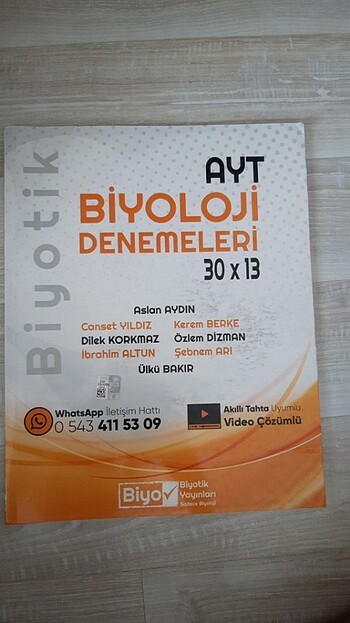 Biyotik
AYT
BİYOLOJİ
DENEMELERİ
30 x 13
Aslan AYDIN
Canset YILDIZ Kerem BERKE
Dilek KORKMAZ Özlem DİZMAN
İbrahim ALTUN Şebnem ARI
Ülkü BAKIR
WhatsApp İletişim Hattı
0 543 411 53 09
Akıllı Tahta Uyumlu
Video Çözümlü
Biyo
Biyotik
Yayınları
Sadece Biyoloji